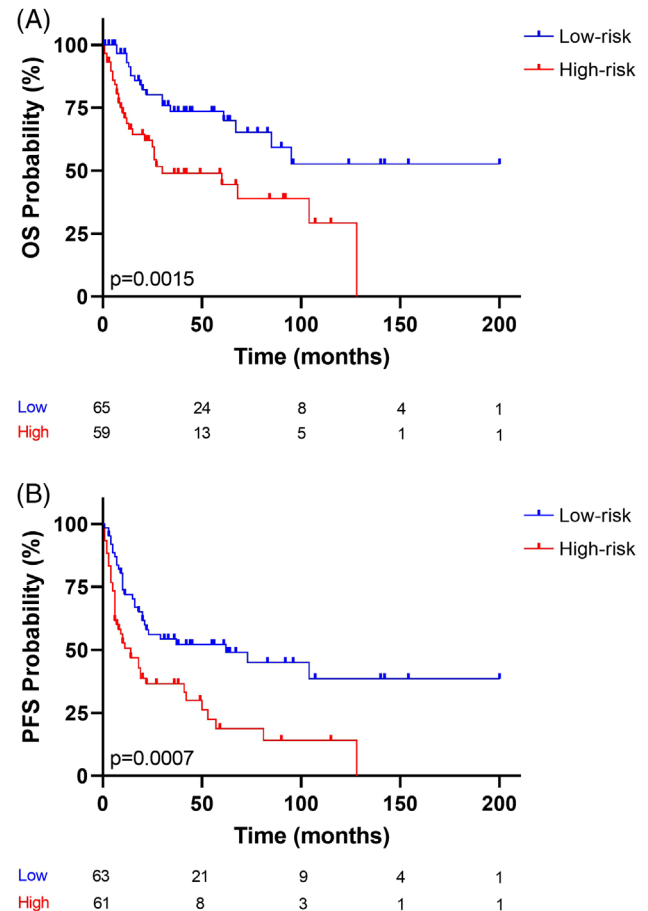 (A)
OS Probability (%)
100
75
50
25
0
p=0.0015
Low-risk
High-risk
0 50 100 150 200
Time (months)
Low 65 24 8 4 1
High 59 13 5 1 1
(B)
PFS Probability (%)
100
75
50
25
0
p=0.0007
Low-risk
High-risk
0 50 100 150 200
Time (months)
Low 63 21 9 4 1
High 61 8 3 1 1